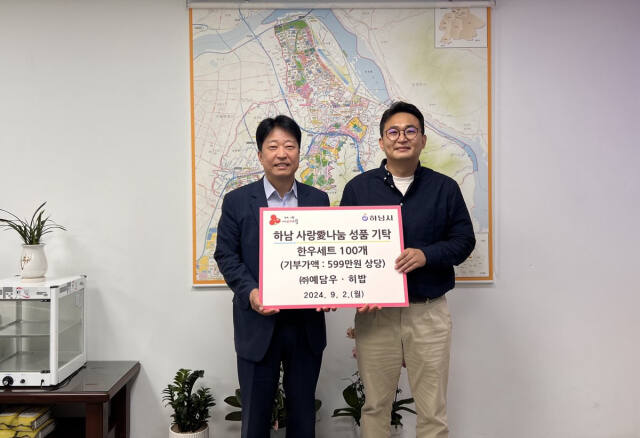 하남시
하남 사랑愛나눔 성품 기탁
한우세트 100개
(기부가액 : 599만원 상당)
㈜예담우 · 히밥
2024. 9. 2.(월)